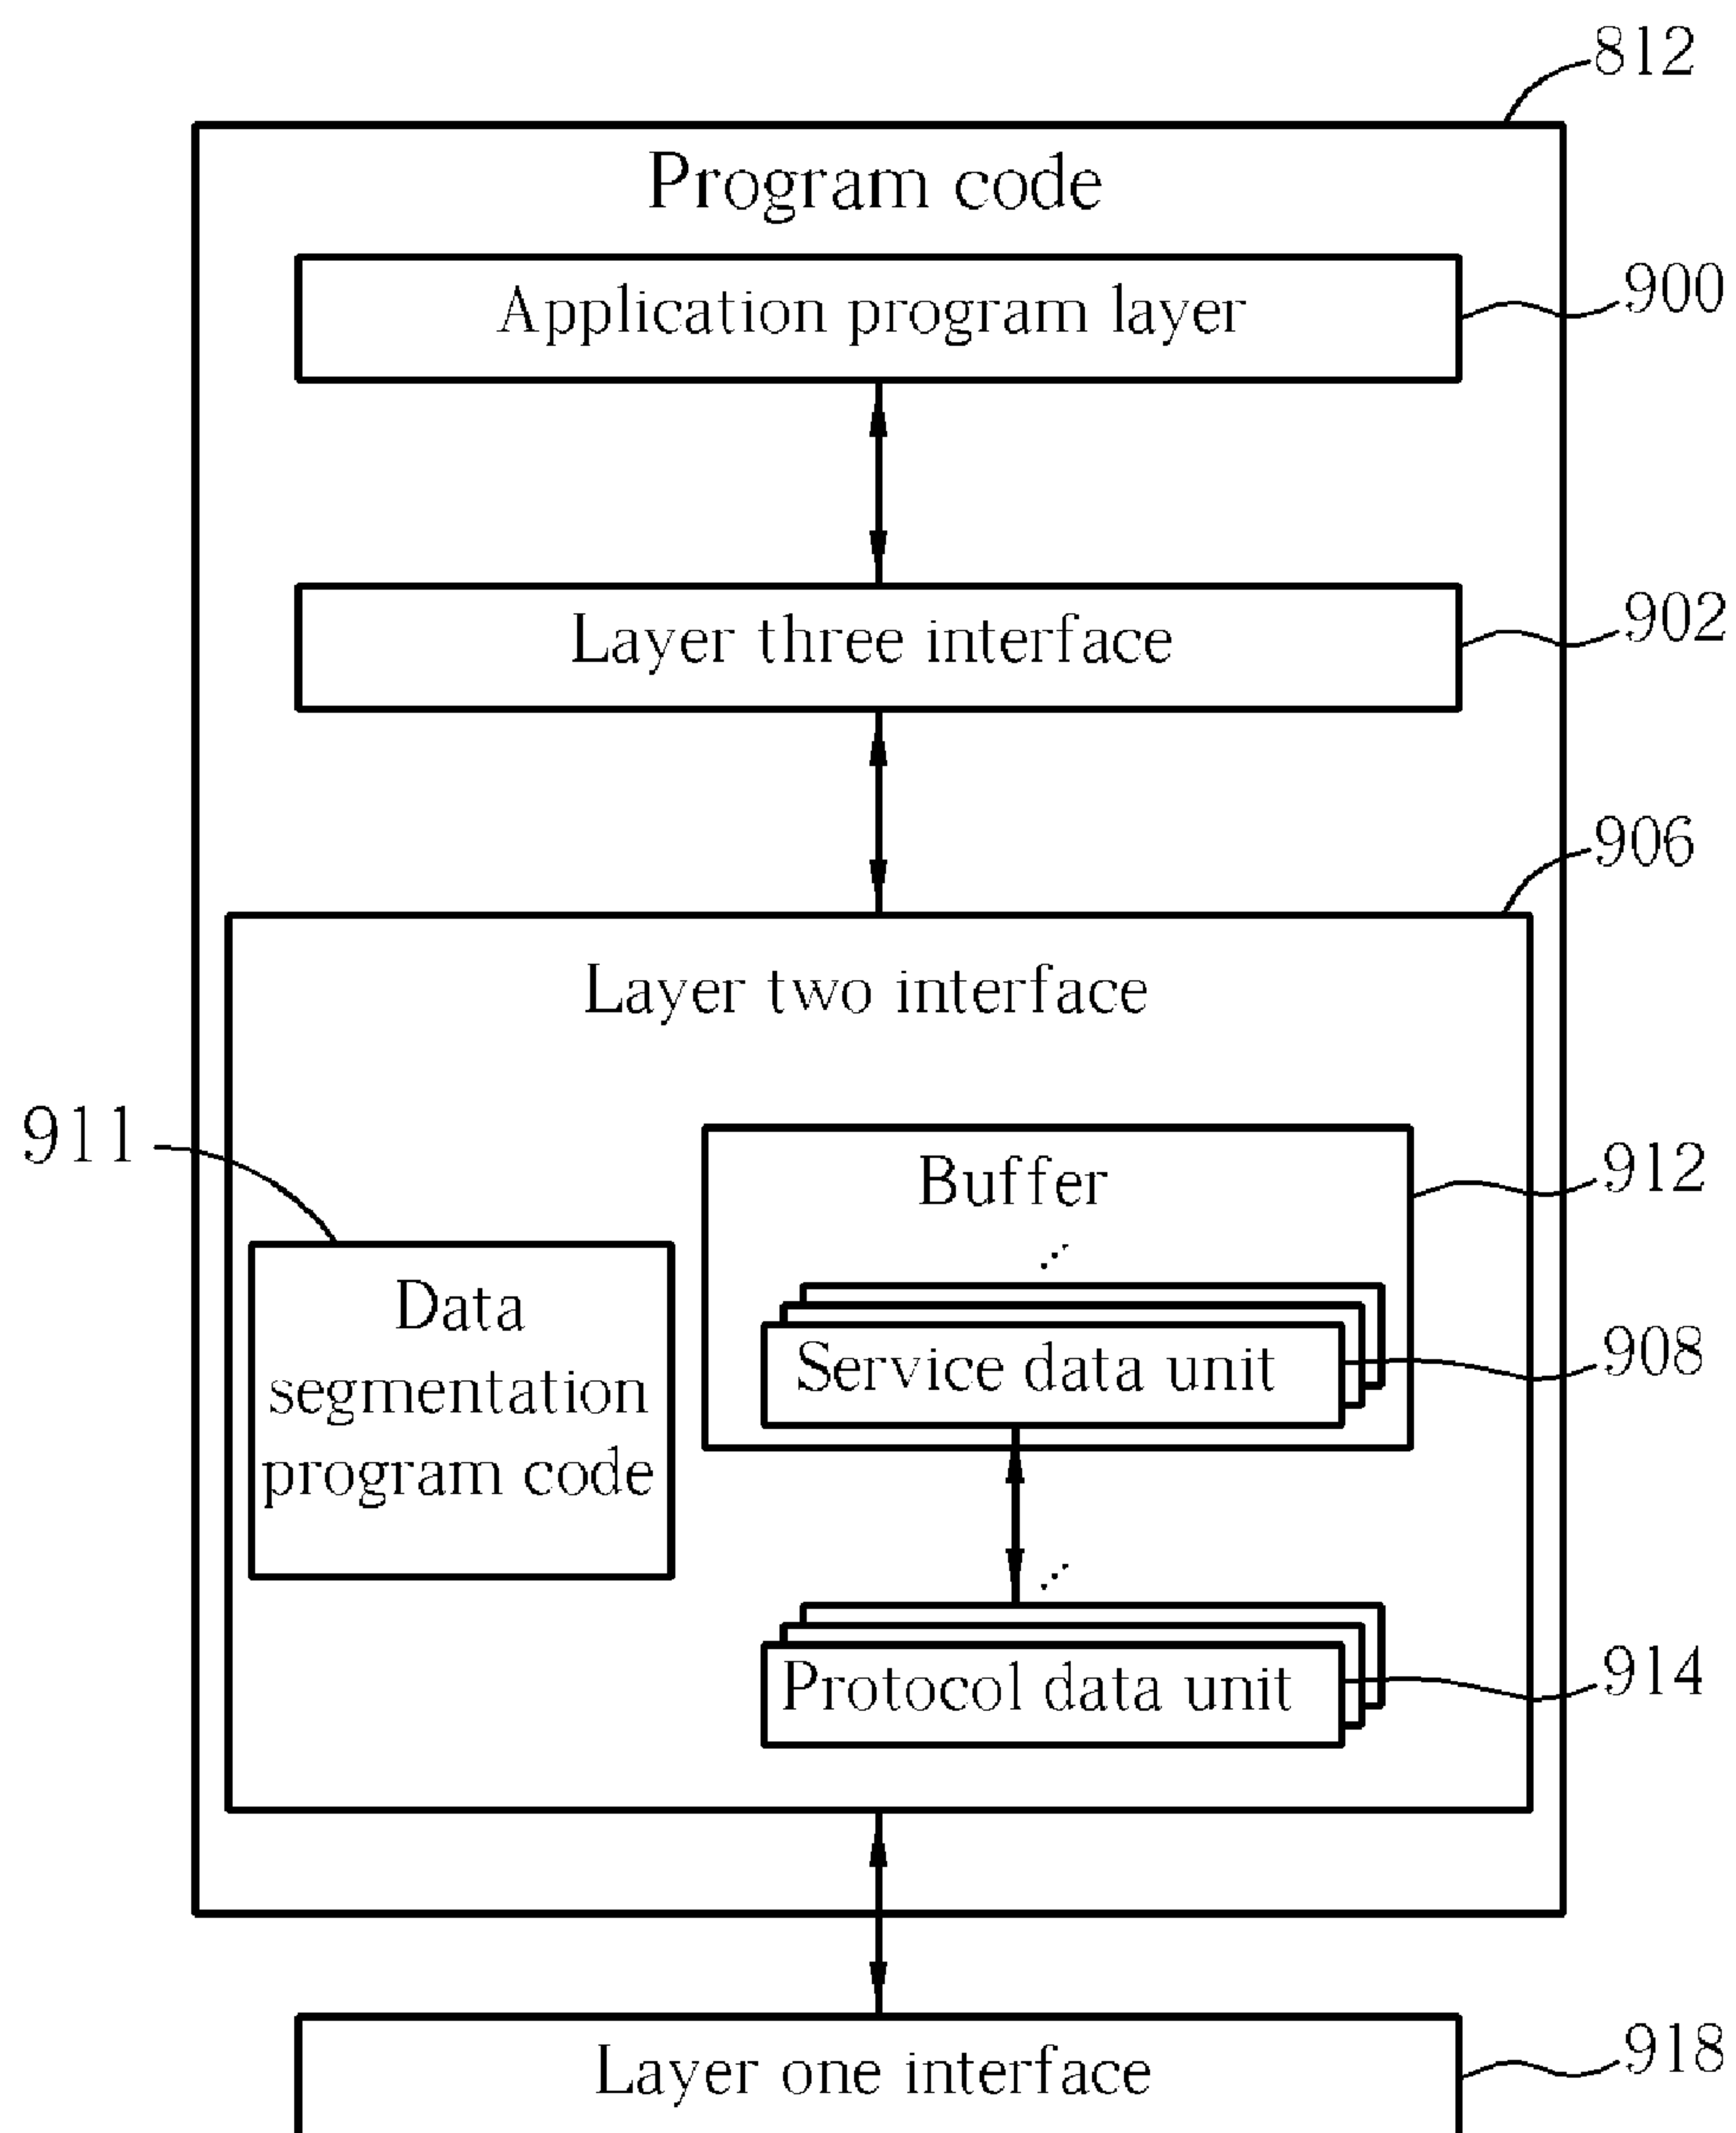 812
Program code
Application program layer
900
Layer three interface
902
906
Layer two interface
911
Buffer
912
Data
segmentation
program code
Service data unit
908
Protocol data unit
914
Layer one interface
918